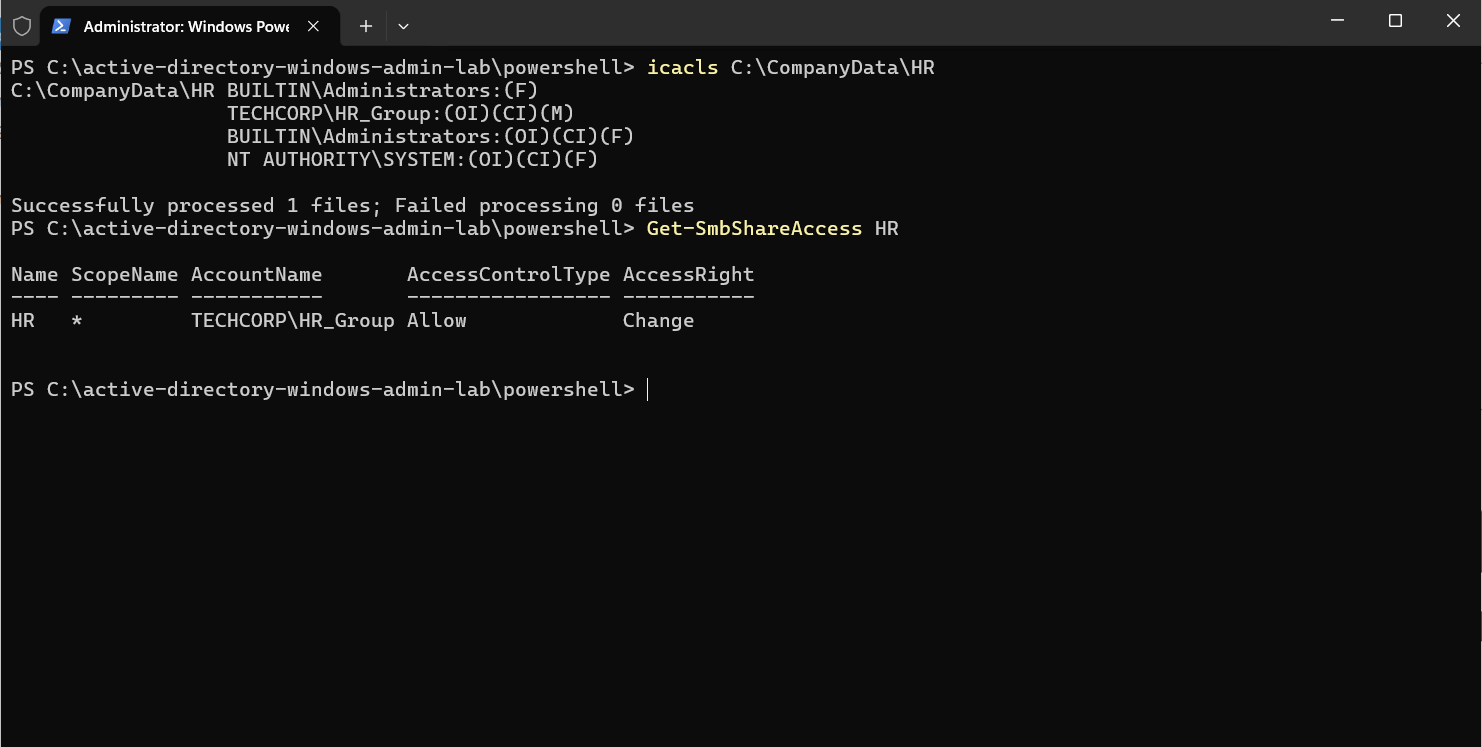 Administrator: Windows Powe
PS C:\active-directory-windows-admin-lab\powershell> icacls C:\CompanyData\HR
C:\CompanyData\HR BUILTIN\Administrators:(F)
                  TECHCORP\HR_Group:(OI)(CI)(M)
                  BUILTIN\Administrators:(OI)(CI)(F)
                  NT AUTHORITY\SYSTEM:(OI)(CI)(F)

Successfully processed 1 files; Failed processing 0 files
PS C:\active-directory-windows-admin-lab\powershell> Get-SmbShareAccess HR

Name ScopeName AccountName       AccessControlType AccessRight
---- --------- -----------       ----------------- -----------
HR   *         TECHCORP\HR_Group Allow             Change

PS C:\active-directory-windows-admin-lab\powershell>